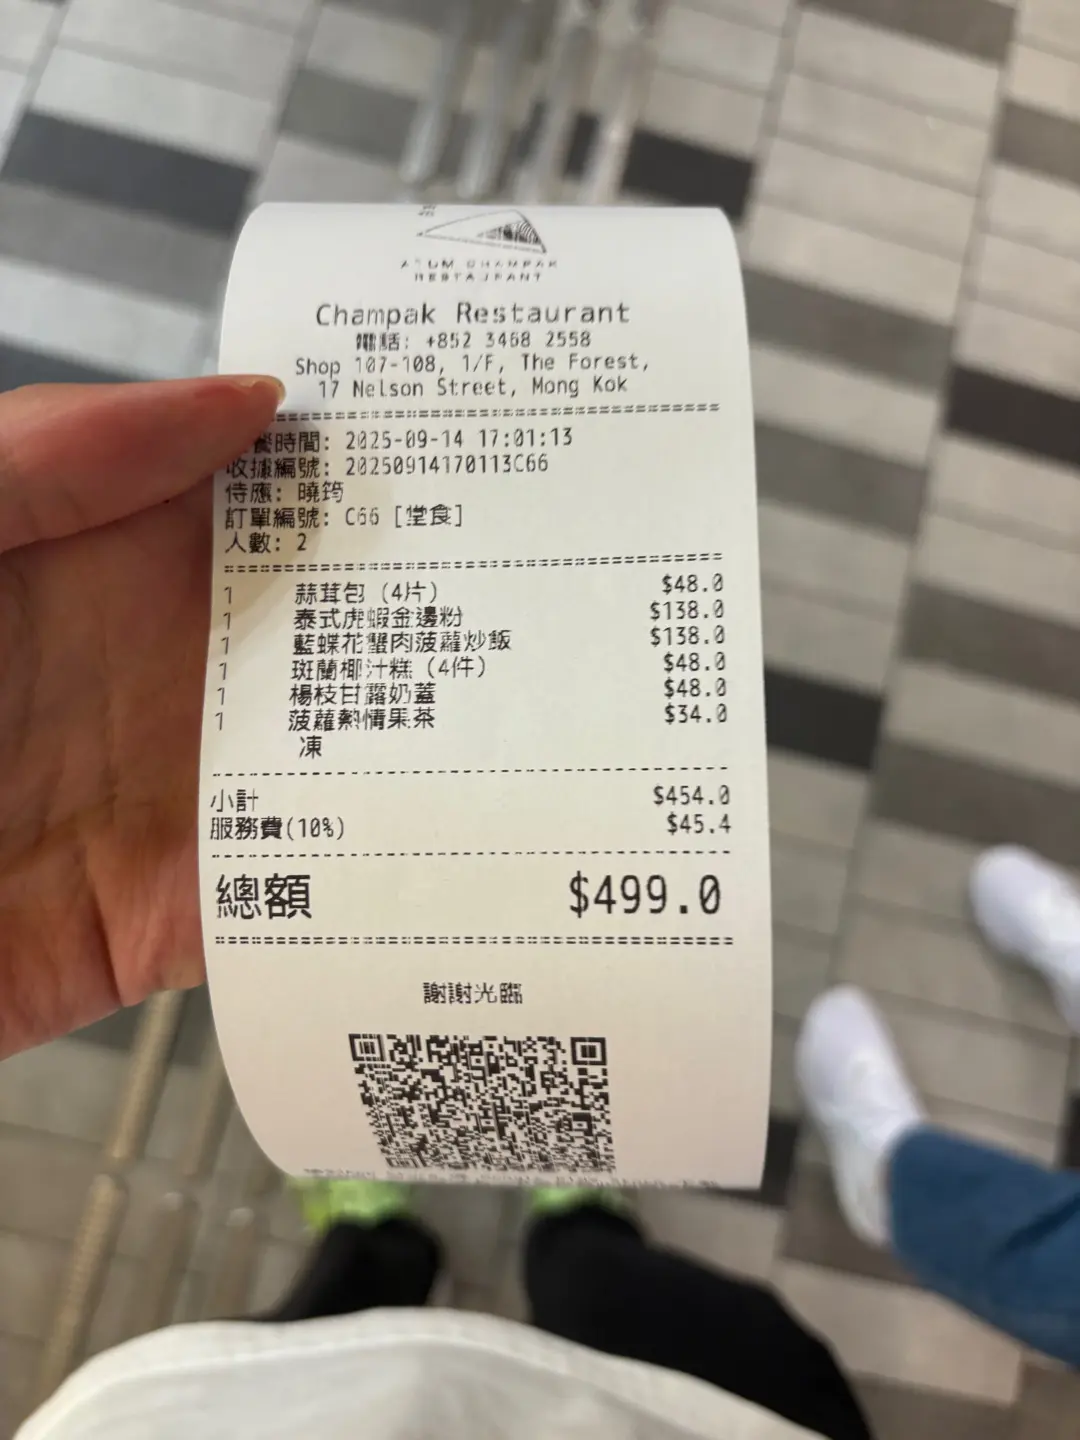 CHAMPAK
RESTAURANT
Champak Restaurant
電話: +852 3468 2558
Shop 107-108, 1/F, The Forest,
17 Nelson Street, Mong Kok
餐時間: 2025-09-14 17:01:13
收據編號: 20250914170113C66
侍應: 曉筠
訂單編號: C66 [堂食]
人數: 2
1 蒜茸包 (4片) $48.0
1 泰式虎蝦金邊粉 $138.0
1 藍蝶花蟹肉菠蘿炒飯 $138.0
1 斑蘭椰汁糕 (4件) $48.0
1 楊枝甘露奶蓋 $48.0
1 菠蘿熱情果茶 $34.0
凍
小計 $454.0
服務費(10%) $45.4
總額 $499.0
謝謝光臨